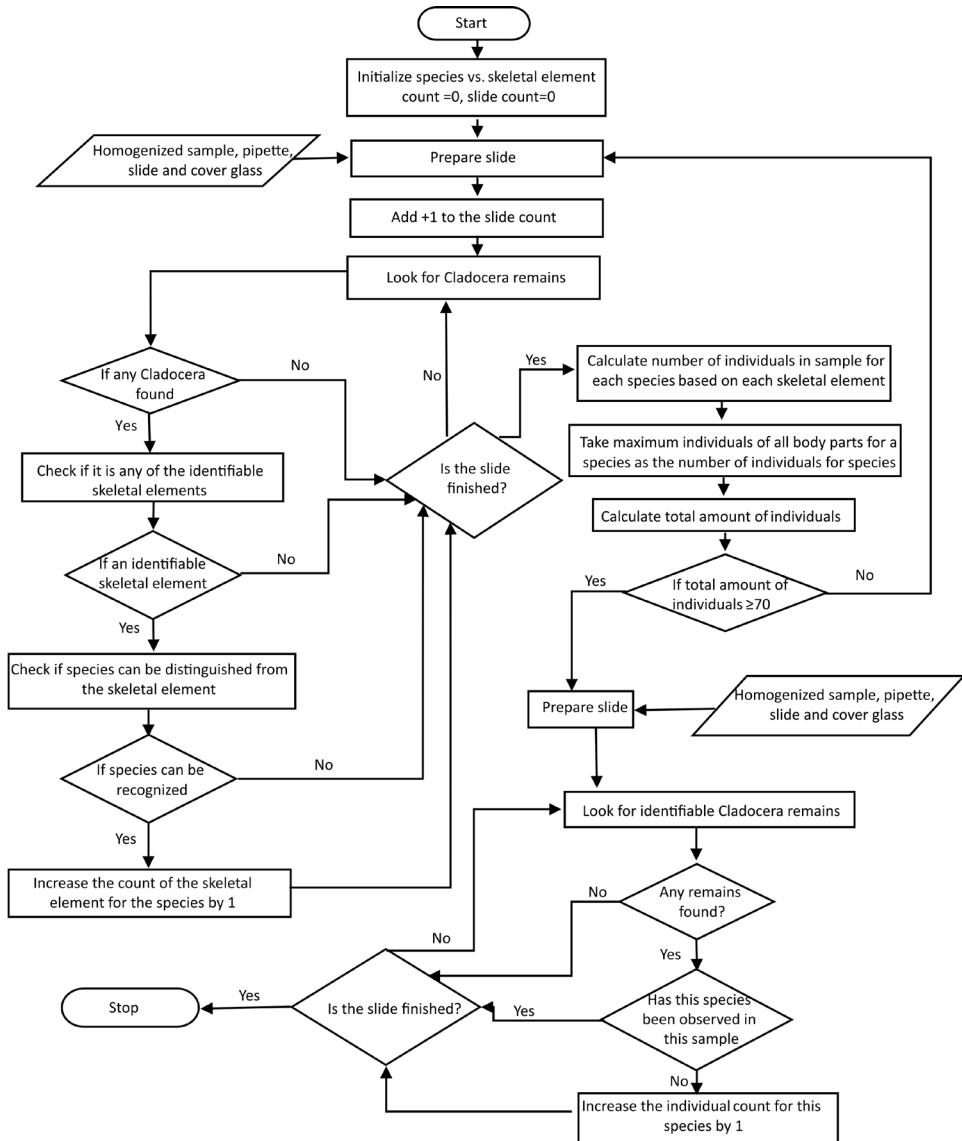 Start
Initialize species vs. skeletal element
count =0, slide count=0
Homogenized sample, pipette,
slide and cover glass
Prepare slide
Add +1 to the slide count
Look for Cladocera remains
If any Cladocera
found
No
Yes
Check if it is any of the identifiable
skeletal elements
If an identifiable
skeletal element
No
Yes
Check if species can be distinguished from
the skeletal element
If species can be
recognized
No
Yes
Increase the count of the skeletal
element for the species by 1
Is the slide
finished?
No
Yes
Calculate number of individuals in sample for
each species based on each skeletal element
Take maximum individuals of all body parts for a
species as the number of individuals for species
Calculate total amount of individuals
If total amount of
individuals ≥70
No
Yes
Prepare slide
Homogenized sample, pipette,
slide and cover glass
Look for identifiable Cladocera remains
Any remains
found?
No
Yes
Has this species
been observed in
this sample
Yes
No
Increase the individual count for this
species by 1
Is the slide finished?
No
Yes
Stop